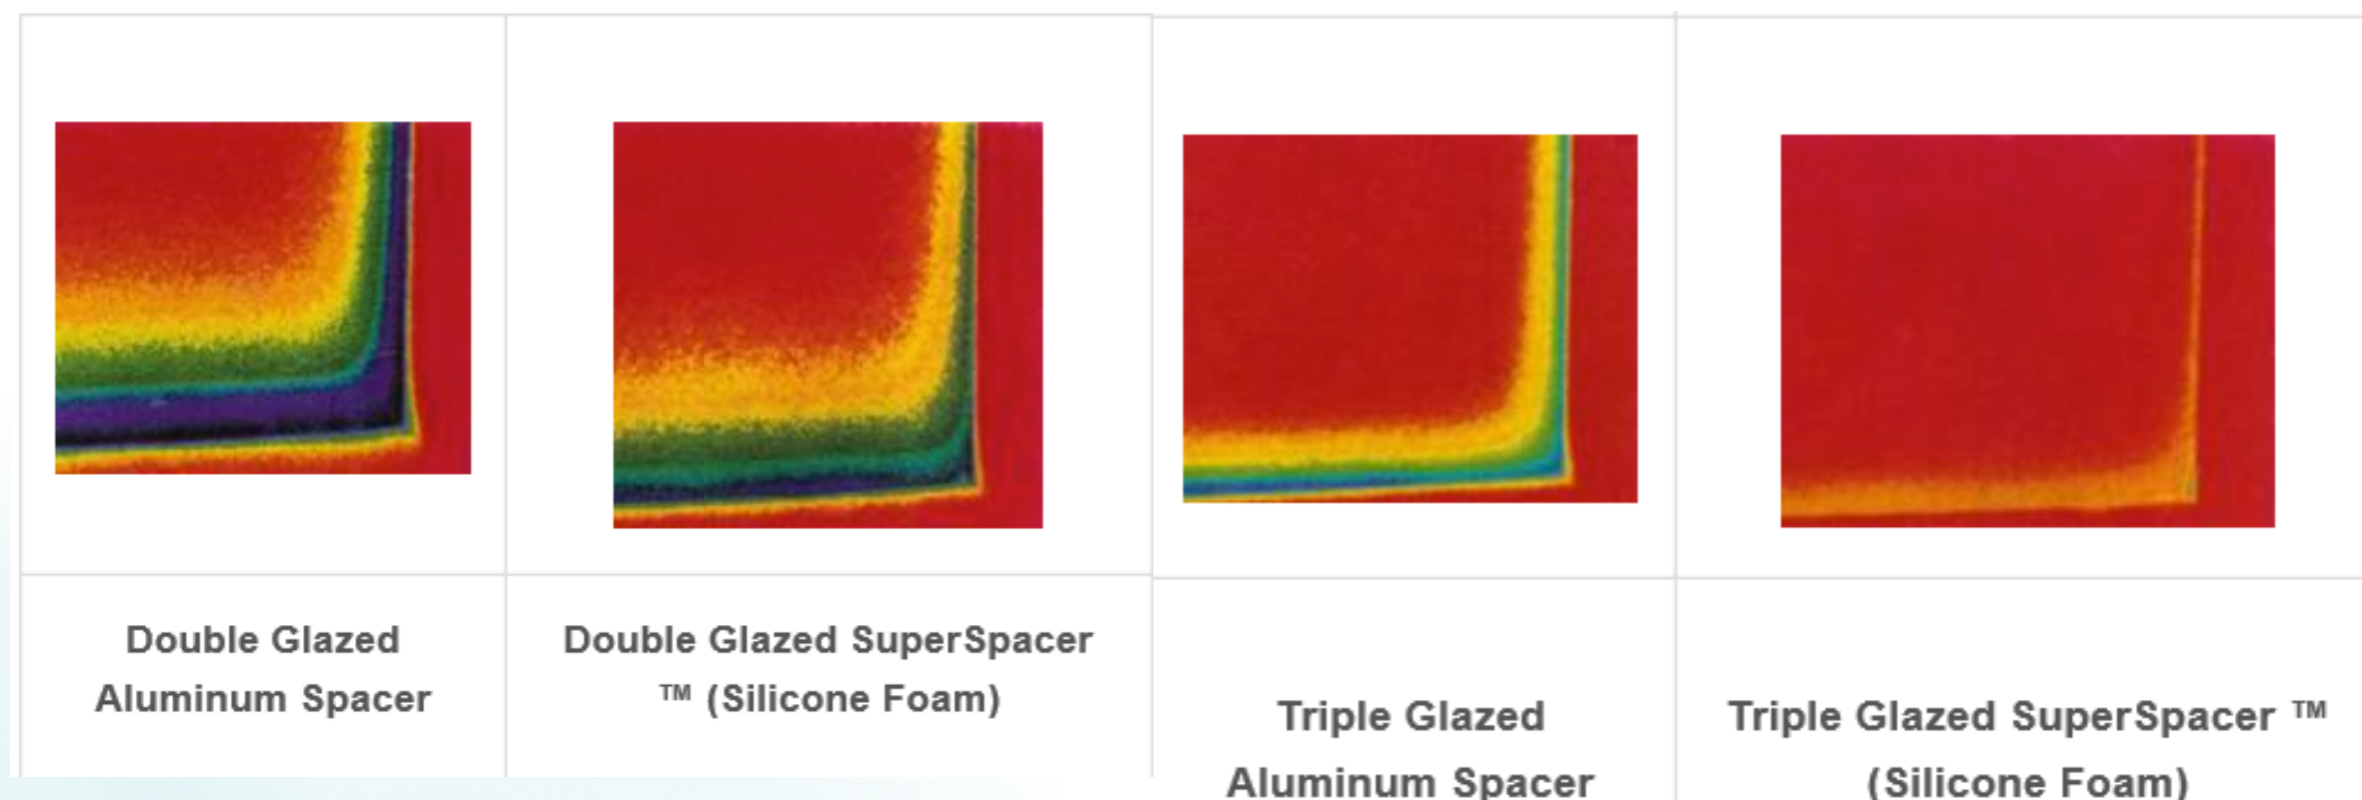 Double Glazed
Aluminum Spacer
Double Glazed SuperSpacer
™ (Silicone Foam)
Triple Glazed
Aluminum Spacer
Triple Glazed SuperSpacer ™
(Silicone Foam)